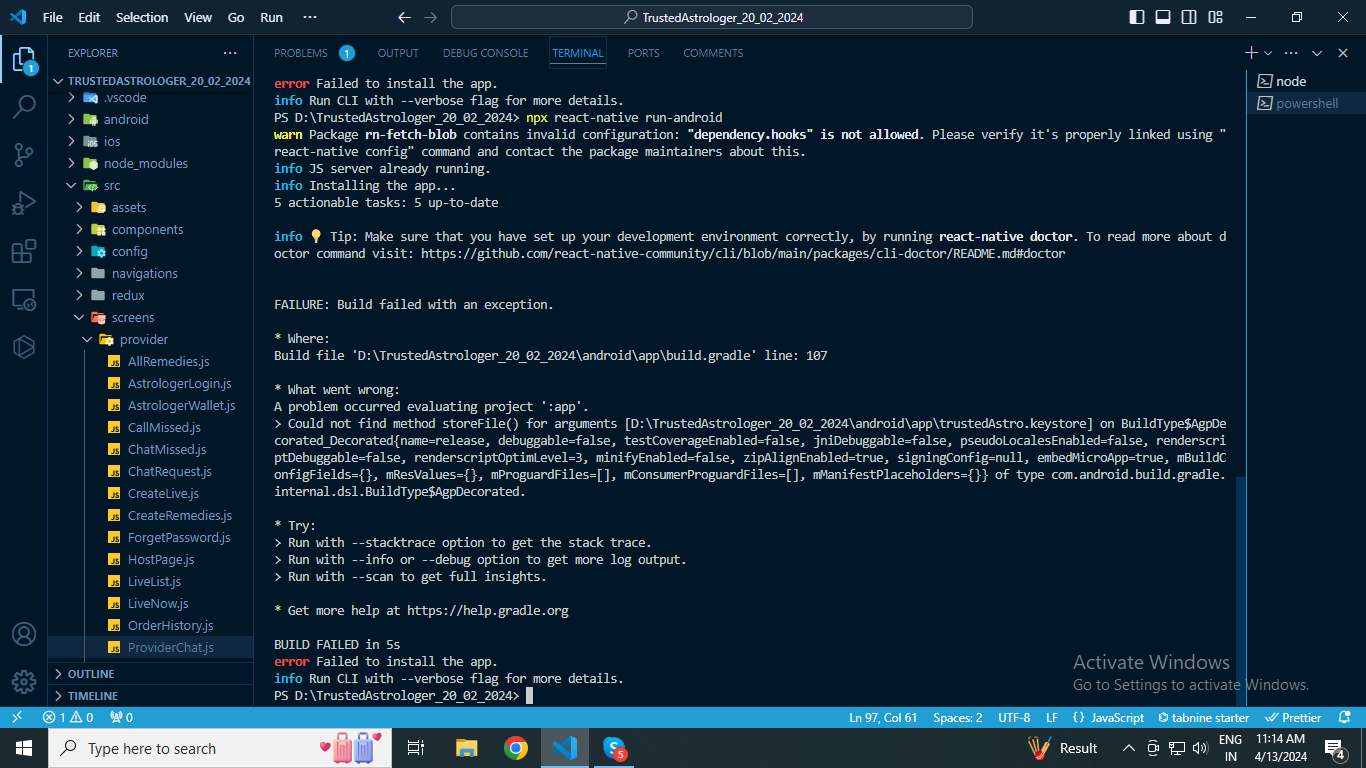 File Edit Selection View Go Run ··· TrustedAstrologer_20_02_2024
EXPLORER ···
TRUSTEDASTROLOGER_20_02_2024
.vscode
android
ios
node_modules
src
assets
components
config
navigations
redux
screens
provider
AllRemedies.js
AstrologerLogin.js
AstrologerWallet.js
CallMissed.js
ChatMissed.js
ChatRequest.js
CreateLive.js
CreateRemedies.js
ForgetPassword.js
HostPage.js
LiveList.js
LiveNow.js
OrderHistory.js
ProviderChat.js
OUTLINE
TIMELINE
1
PROBLEMS 1 OUTPUT DEBUG CONSOLE TERMINAL PORTS COMMENTS
error Failed to install the app.
info Run CLI with --verbose flag for more details.
PS D:\TrustedAstrologer_20_02_2024> npx react-native run-android
warn Package rn-fetch-blob contains invalid configuration: "dependency.hooks" is not allowed. Please verify it's properly linked using "
react-native config" command and contact the package maintainers about this.
info JS server already running.
info Installing the app...
5 actionable tasks: 5 up-to-date
info 💡 Tip: Make sure that you have set up your development environment correctly, by running react-native doctor. To read more about d
octor command visit: https://github.com/react-native-community/cli/blob/main/packages/cli-doctor/README.md#doctor
FAILURE: Build failed with an exception.
* Where:
Build file 'D:\TrustedAstrologer_20_02_2024\android\app\build.gradle' line: 107
* What went wrong:
A problem occurred evaluating project ':app'.
> Could not find method storeFile() for arguments [D:\TrustedAstrologer_20_02_2024\android\app\trustedAstro.keystore] on BuildType$AgpDe
corated_Decorated{name=release, debuggable=false, testCoverageEnabled=false, jniDebuggable=false, pseudoLocalesEnabled=false, renderscri
ptDebuggable=false, renderscriptOptimLevel=3, minifyEnabled=false, zipAlignEnabled=true, signingConfig=null, embedMicroApp=true, mBuildC
onfigFields={}, mResValues={}, mProguardFiles=[], mConsumerProguardFiles=[], mManifestPlaceholders={}} of type com.android.build.gradle.
internal.dsl.BuildType$AgpDecorated.
* Try:
> Run with --stacktrace option to get the stack trace.
> Run with --info or --debug option to get more log output.
> Run with --scan to get full insights.
* Get more help at https://help.gradle.org
BUILD FAILED in 5s
error Failed to install the app.
info Run CLI with --verbose flag for more details.
PS D:\TrustedAstrologer_20_02_2024>
node
powershell
Activate Windows
Go to Settings to activate Windows.
1 0 0 Ln 97, Col 61 Spaces: 2 UTF-8 LF {} JavaScript tabnine starter Prettier
Type here to search
5
Result
ENG
IN
11:14 AM
4/13/2024
4